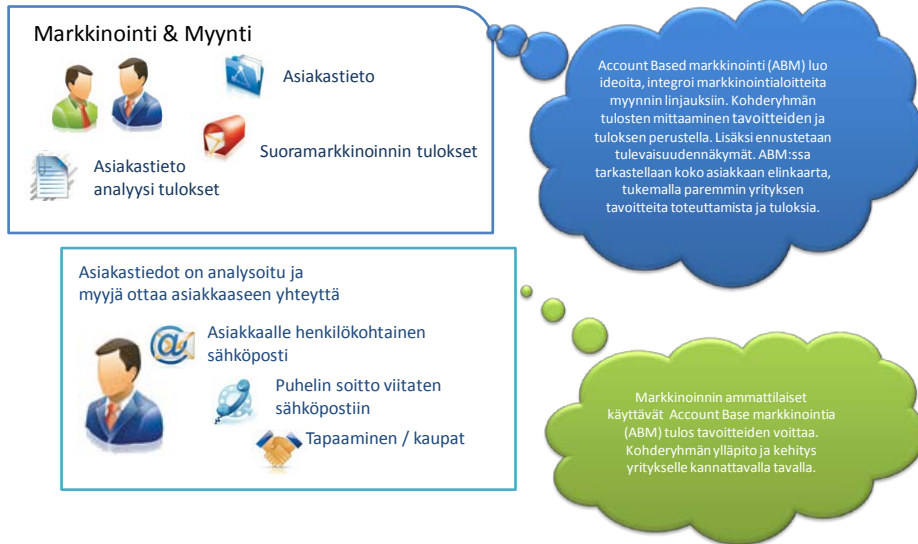 Markkinointi & Myynti
Asiakastieto
Suoramarkkinoinnin tulokset
Asiakastieto
analyysi tulokset
Account Based markkinointi (ABM) luo
ideoita, integroi markkinointialoitteita
myynnin linjauksiin. Kohderyhmän
tulosten mittaaminen tavoitteiden ja
tuloksen perustella. Lisäksi ennustetaan
tulevaisuudennäkymät. ABM:ssa
tarkastellaan koko asiakkaan elinkaarta,
tukemalla paremmin yrityksen
tavoitteita toteuttamista ja tuloksia.
Asiakastiedot on analysoitu ja
myyjä ottaa asiakkaaseen yhteyttä
Asiakkaalle henkilökohtainen
sähköposti
Puhelin soitto viitaten
sähköpostiin
Tapaaminen / kaupat
Markkinoinnin ammattilaiset
käyttävät Account Base markkinointia
(ABM) tulos tavoitteiden voittaa.
Kohderyhmän ylläpito ja kehitys
yritykselle kannattavalla tavalla.